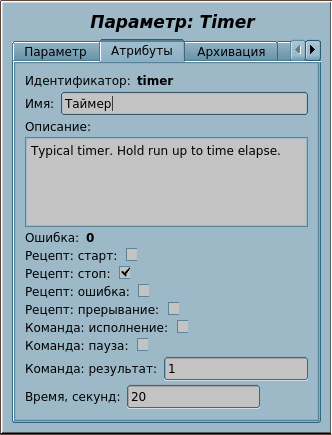 Параметр: Timer
Параметр Атрибуты Архивация
Идентификатор: timer
Имя: Таймер
Описание:
Typical timer. Hold run up to time elapse.
Ошибка: 0
Рецепт: старт:
Рецепт: стоп:
Рецепт: ошибка:
Рецепт: прерывание:
Команда: исполнение:
Команда: пауза:
Команда: результат: 1
Время, секунд: 20